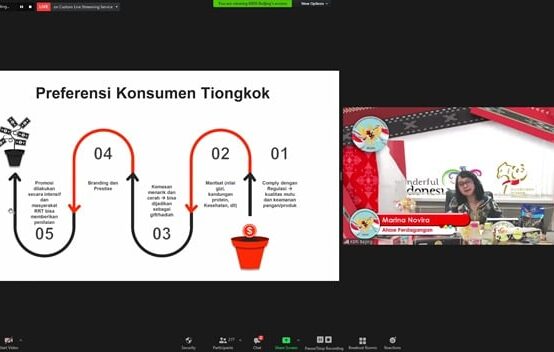 LIVE
on Custom Live Streaming Service
You are viewing KBRI Beijing's screen
View Options
Preferensi Konsumen Tiongkok
04
02
01
Promosi
dilakukan
secara intensif
dan
masyarakat
RRT bisa
memberikan
penilaian
Branding dan
Prestise
Kemasan
menarik dan
cerah → bisa
dijadikan
sebagai
gift/hadiah
Manfaat (nilai
gizi,
kandungan
protein,
Kesehatan, dll)
Comply dengan
Regulasi →
kualitas mutu
dan keamanan
pangan/produk
05
03
$
Marina Novira
Atase Perdagangan
KBRI Beijing
Start Video
Security
Participants
Chat
Share Screen
Pause/Stop Recording
Breakout Rooms
Reactions